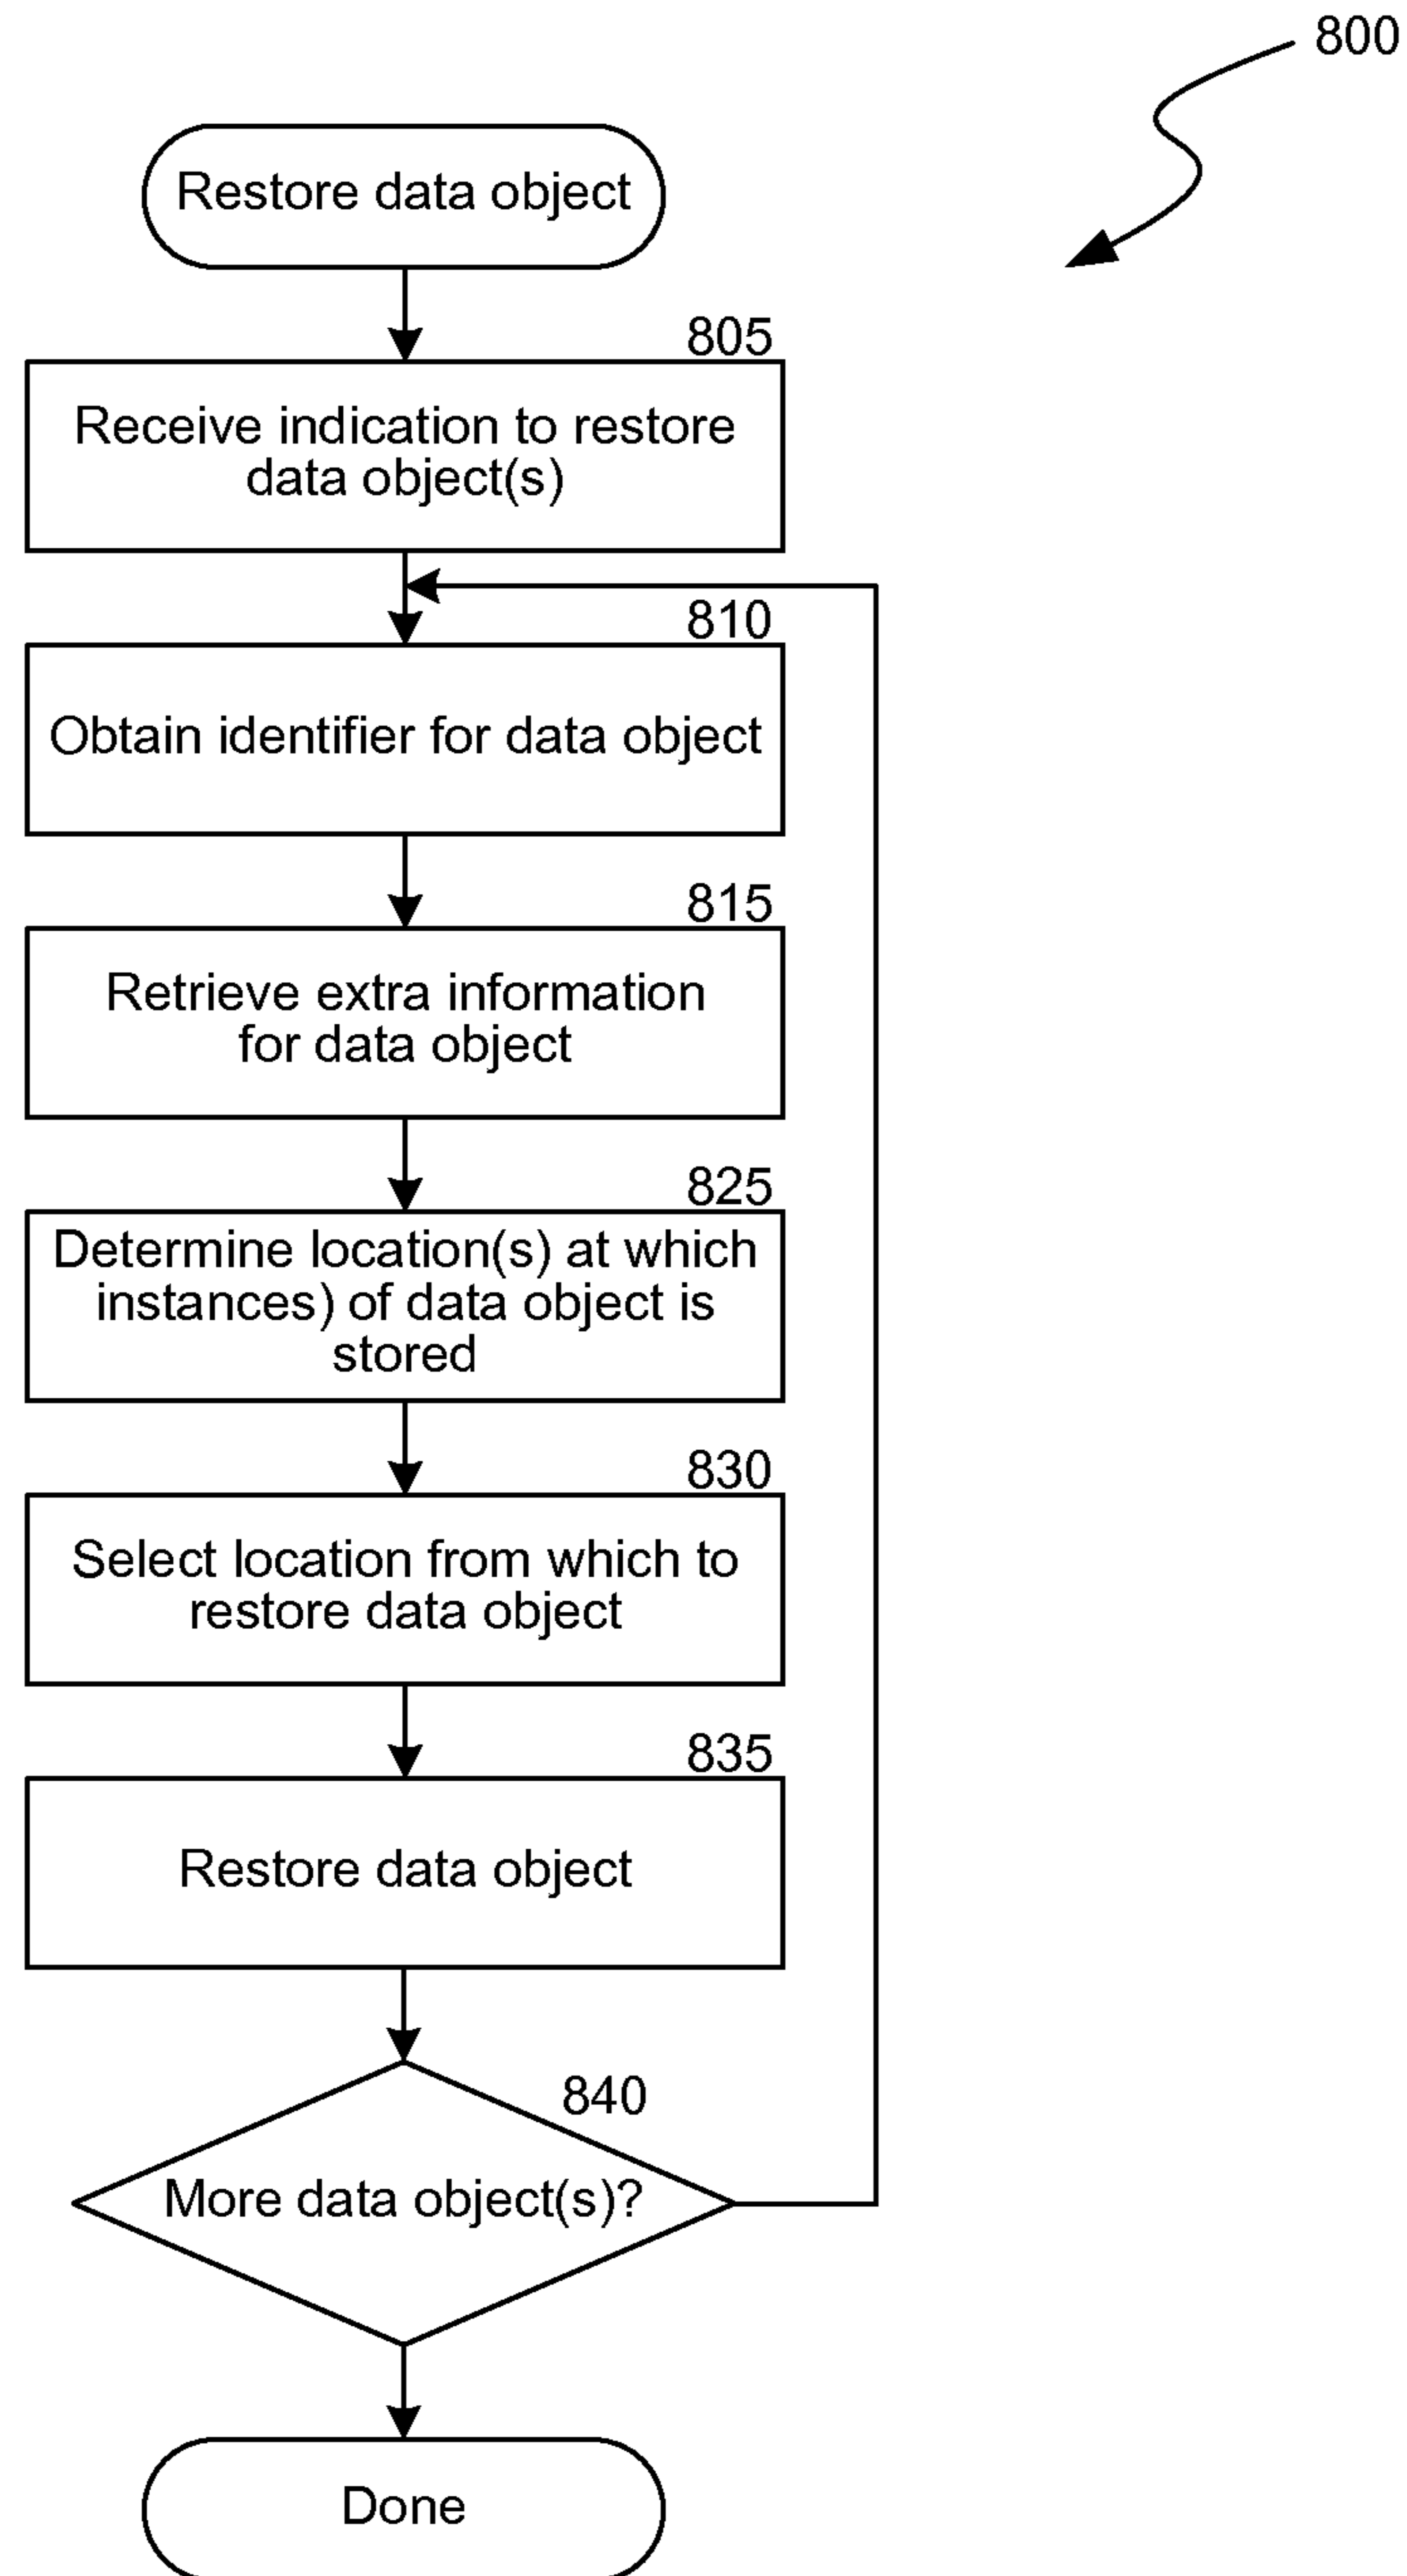 800
Restore data object
805
Receive indication to restore
data object(s)
810
Obtain identifier for data object
815
Retrieve extra information
for data object
825
Determine location(s) at which
instances) of data object is
stored
830
Select location from which to
restore data object
835
Restore data object
840
More data object(s)?
Done